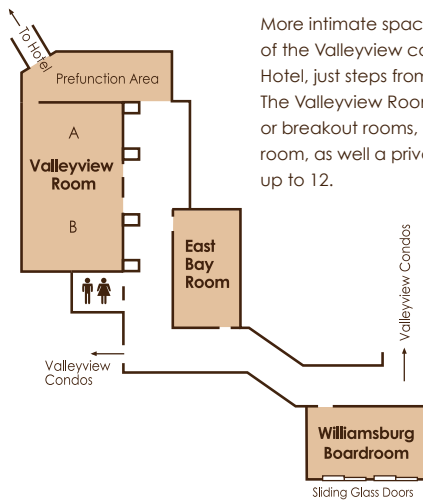 To Hotel
Prefunction Area
A
Valleyview
Room
B
East
Bay
Room
Valleyview
Condos
Valleyview Condos
Williamsburg
Boardroom
Sliding Glass Doors
More intimate spac
of the Valleyview co
Hotel, just steps from
The Valleyview Room
or breakout rooms,
room, as well a priva
up to 12.